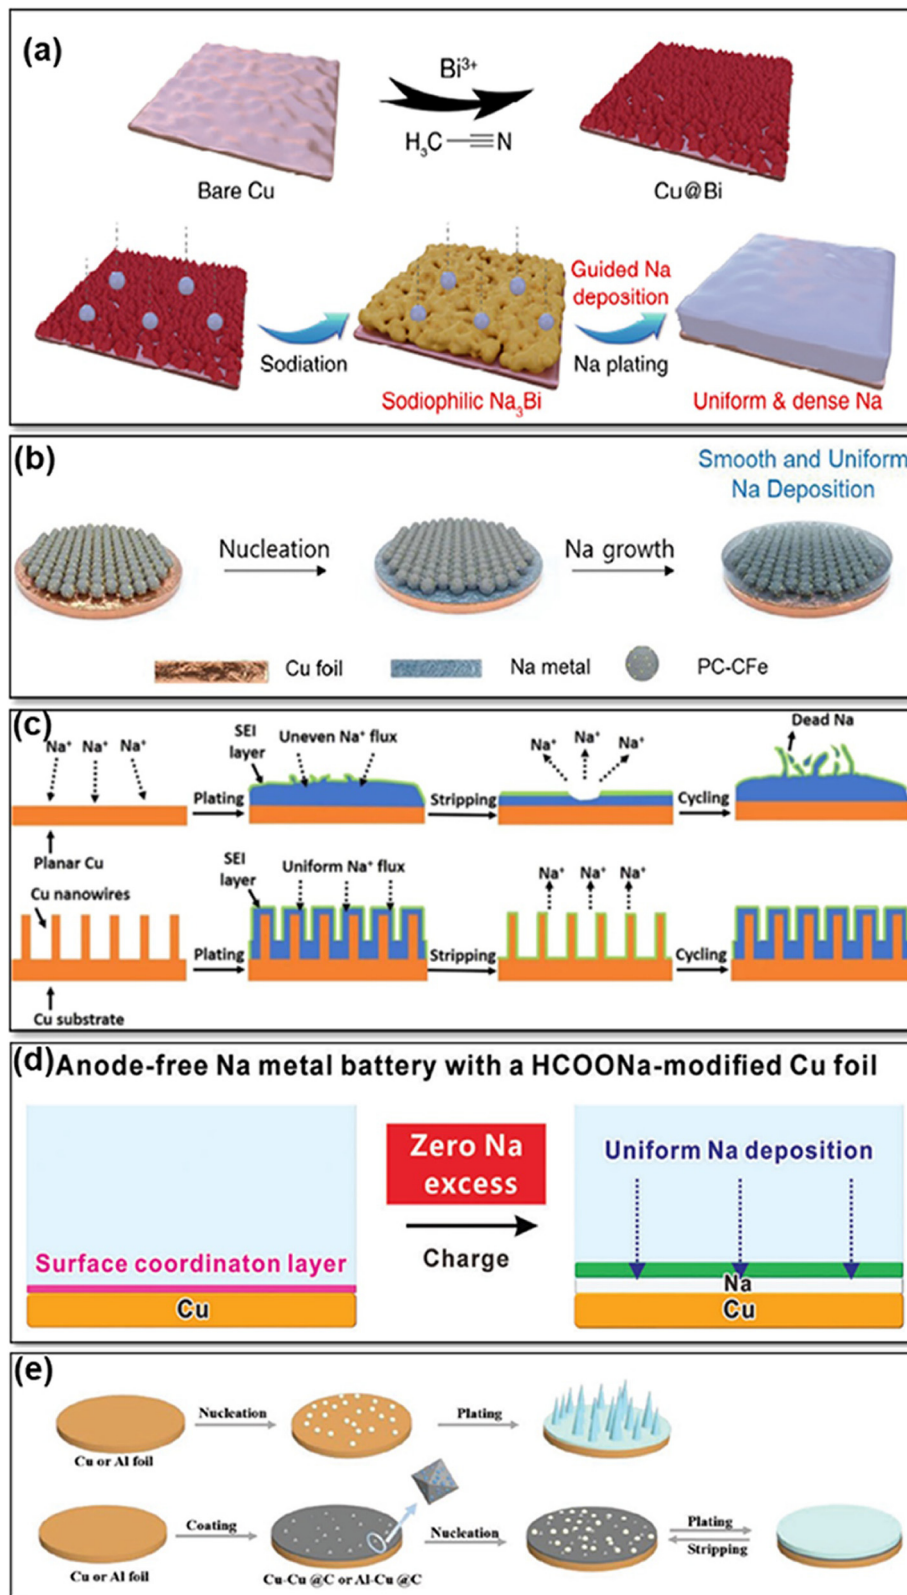 (a)
Bi³⁺
H₃C N
Bare Cu
Cu@Bi
Guided Na
deposition
Sodiation
Na plating
Sodiophilic Na₃Bi
Uniform & dense Na
(b)
Smooth and Uniform
Na Deposition
Nucleation
Na growth
Cu foil
Na metal
PC-CFe
(c)
Na⁺ Na⁺ Na⁺
SEI
layer
Uneven Na⁺ flux
Na⁺ Na⁺ Na⁺
Dead Na
Plating
Stripping
Cycling
Planar Cu
Cu nanowires
SEI
layer
Uniform Na⁺ flux
Na⁺ Na⁺ Na⁺
Plating
Stripping
Cycling
Cu substrate
(d)
Anode-free Na metal battery with a HCOONa-modified Cu foil
Zero Na
excess
Charge
Uniform Na deposition
Surface coordinaton layer
Cu
Na
Cu
(e)
Nucleation
Plating
Cu or Al foil
Coating
Nucleation
Plating
Stripping
Cu or Al foil
Cu-Cu @C or Al-Cu @C